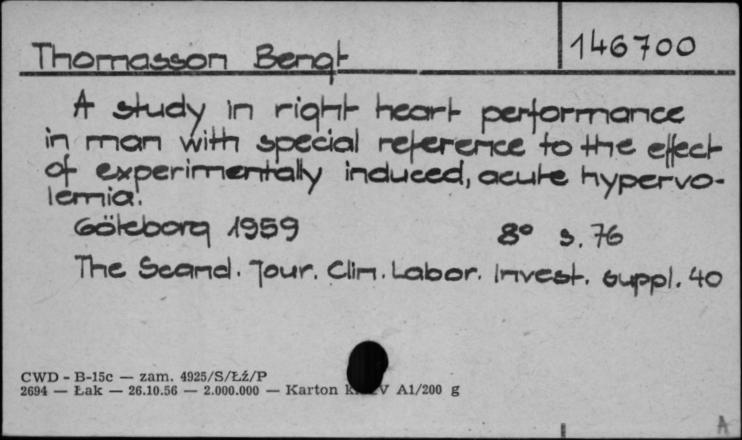 Thomasson Bengt 146700
A study in right heart performance
in man with special reference to the effect
of experimentally induced, acute hypervo-
lemia.
Göteborg 1959 8° s. 76
The Scand. Jour. Clin. Labor. Invest. suppl. 40
CWD - B-15c — zam. 4925/S/Łź/P
2694 — Łak — 26.10.56 — 2.000.000 — Karton V A1/200 g
A